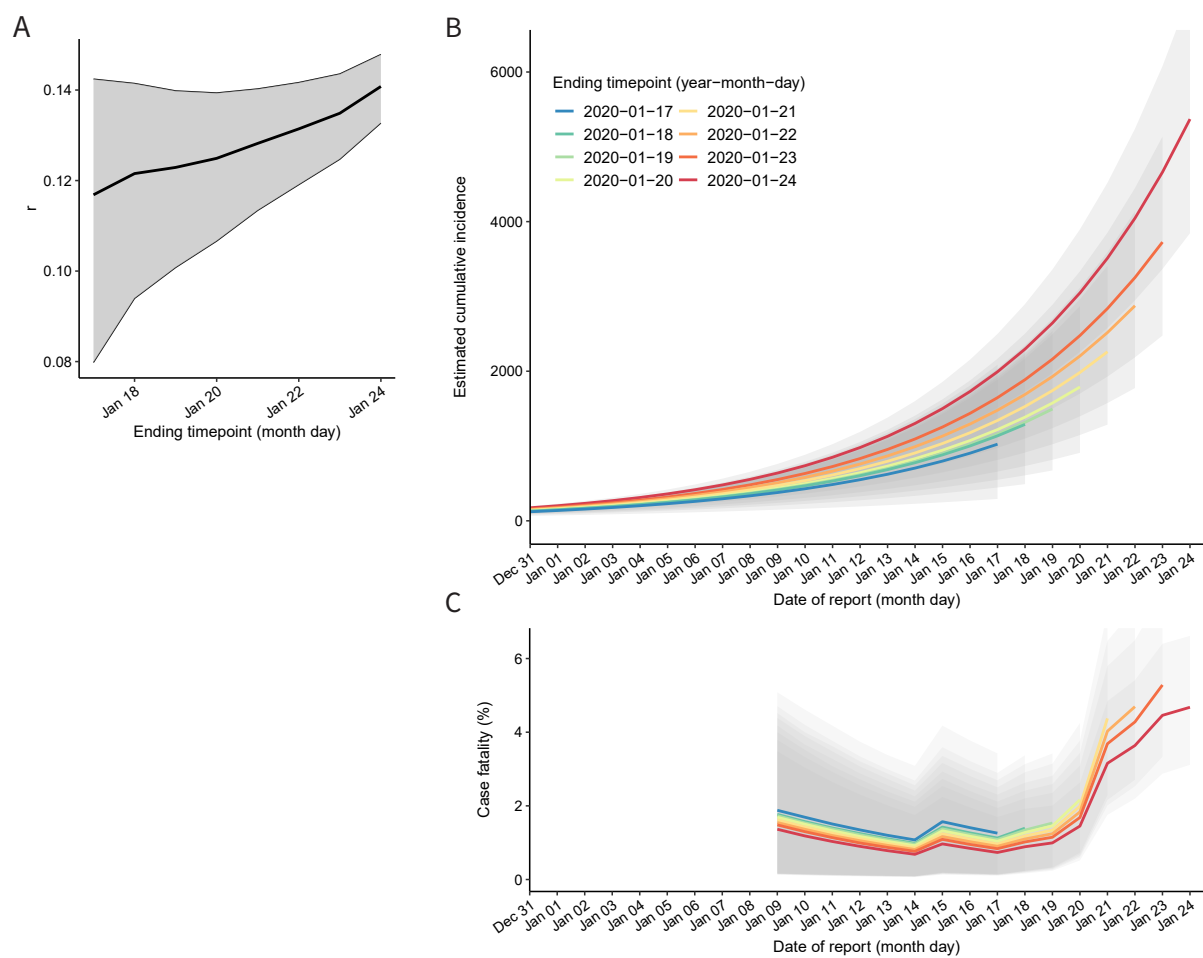 A
0.14
0.12
0.10
0.08
r
Jan 18
Jan 20
Jan 22
Jan 24
Ending timepoint (month day)
B
6000
4000
2000
0
Estimated cumulative incidence
Ending timepoint (year−month−day)
2020−01−17
2020−01−18
2020−01−19
2020−01−20
2020−01−21
2020−01−22
2020−01−23
2020−01−24
Dec 31
Jan 01
Jan 02
Jan 03
Jan 04
Jan 05
Jan 06
Jan 07
Jan 08
Jan 09
Jan 10
Jan 11
Jan 12
Jan 13
Jan 14
Jan 15
Jan 16
Jan 17
Jan 18
Jan 19
Jan 20
Jan 21
Jan 22
Jan 23
Jan 24
Date of report (month day)
C
6
4
2
0
Case fatality (%)
Dec 31
Jan 01
Jan 02
Jan 03
Jan 04
Jan 05
Jan 06
Jan 07
Jan 08
Jan 09
Jan 10
Jan 11
Jan 12
Jan 13
Jan 14
Jan 15
Jan 16
Jan 17
Jan 18
Jan 19
Jan 20
Jan 21
Jan 22
Jan 23
Jan 24
Date of report (month day)